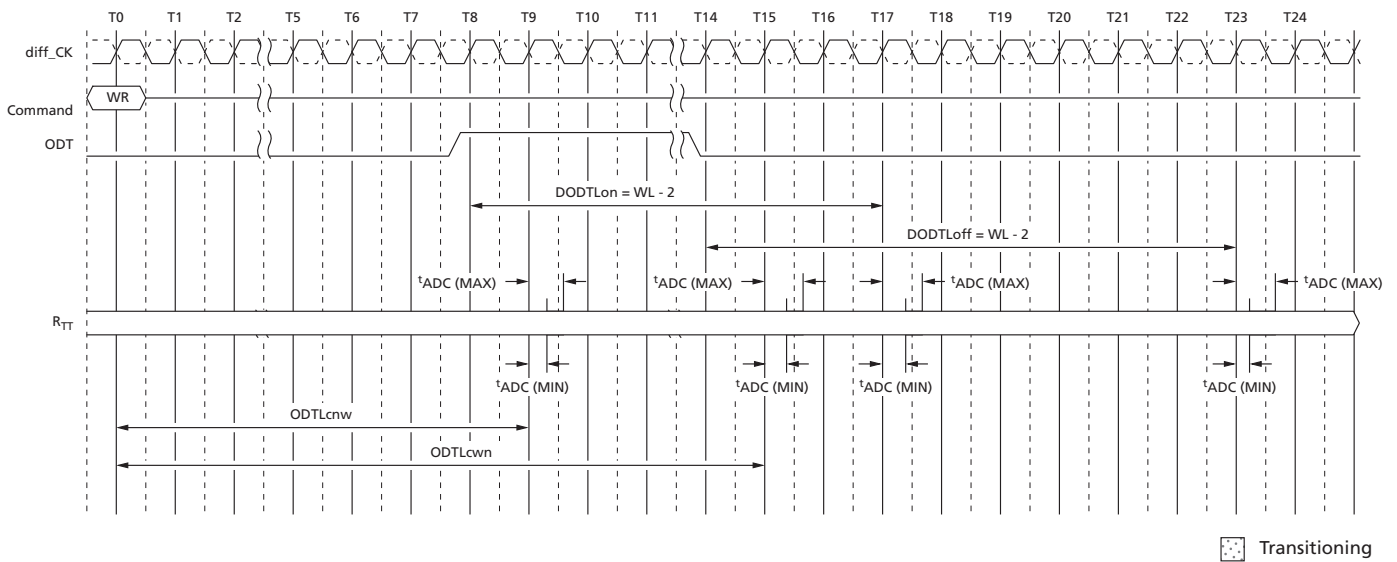 T0 T1 T2 T5 T6 T7 T8 T9 T10 T11 T14 T15 T16 T17 T18 T19 T20 T21 T22 T23 T24
diff_CK
Command WR
ODT
DODTLon = WL - 2
DODTLoff = WL - 2
tADC (MAX) tADC (MAX) tADC (MAX) tADC (MAX)
RTT
tADC (MIN) tADC (MIN) tADC (MIN) tADC (MIN)
ODTLcnw
ODTLcwn
Transitioning